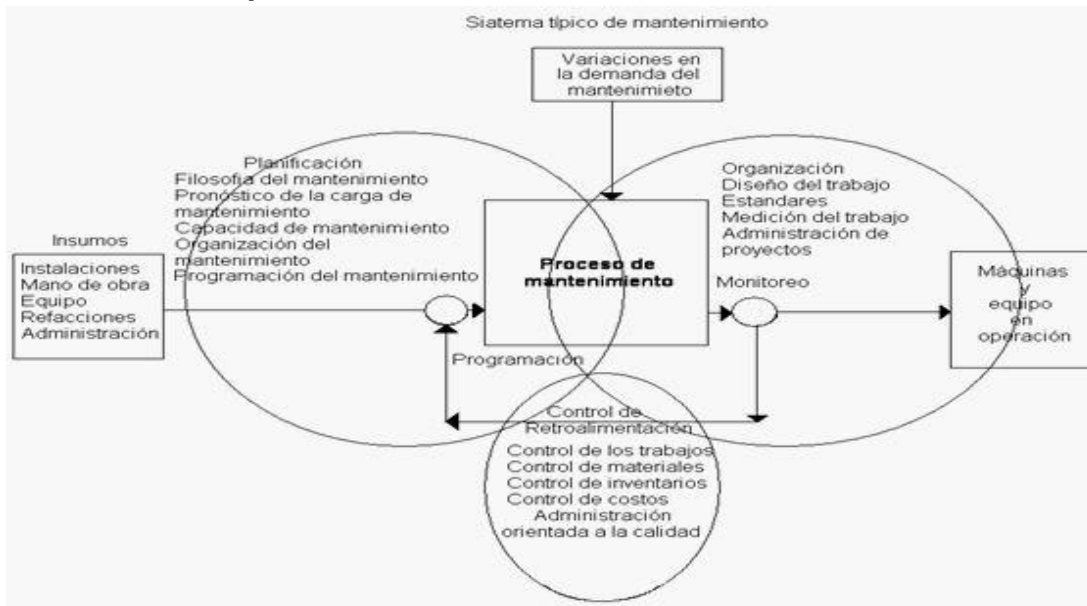 Siatema típico de mantenimiento
Variaciones en
la demanda del
mantenimieto
Planificación
Filosofia del mantenimiento
Pronóstico de la carga de
mantenimiento
Capacidad de mantenimiento
Organización del
mantenimiento
Programación del mantenimiento
Organización
Diseño del trabajo
Estandares
Medición del trabajo
Administración de
proyectos
Insumos
Instalaciones
Mano de obra
Equipo
Refacciones
Administración
Proceso de
mantenimiento
Monitoreo
Máquinas
y
equipo
en
operación
Programación
Control de
Retroalimentación
Control de los trabajos
Control de materiales
Control de inventarios
Control de costos
Administración
orientada a la calidad